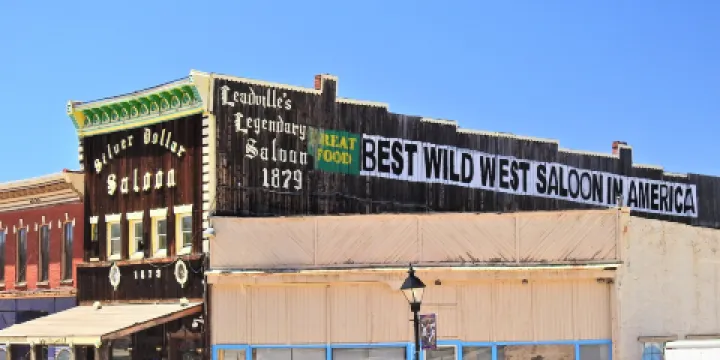 Silver Dollar
Saloon
1879
Leadville's
Legendary
Saloon
1879
GREAT
FOOD
BEST WILD WEST SALOON IN AMERICA